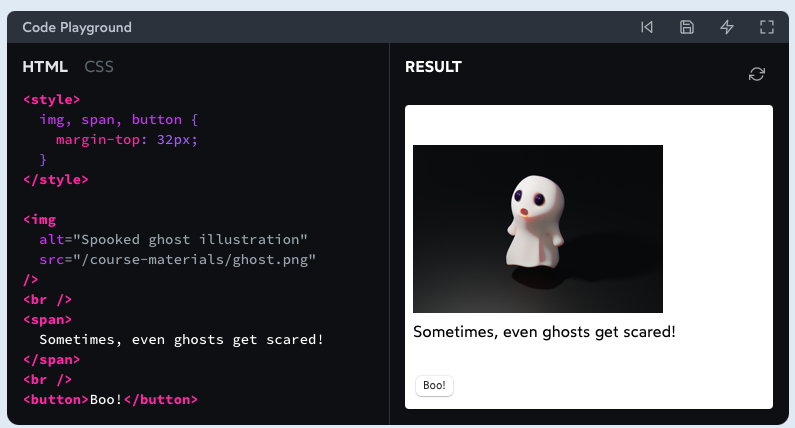 Code Playground
HTML CSS
<style>
  img, span, button {
    margin-top: 32px;
  }
</style>

<img
  alt="Spooked ghost illustration"
  src="/course-materials/ghost.png"
/>
<br />
<span>
  Sometimes, even ghosts get scared!
</span>
<br />
<button>Boo!</button>
RESULT
Sometimes, even ghosts get scared!
Boo!